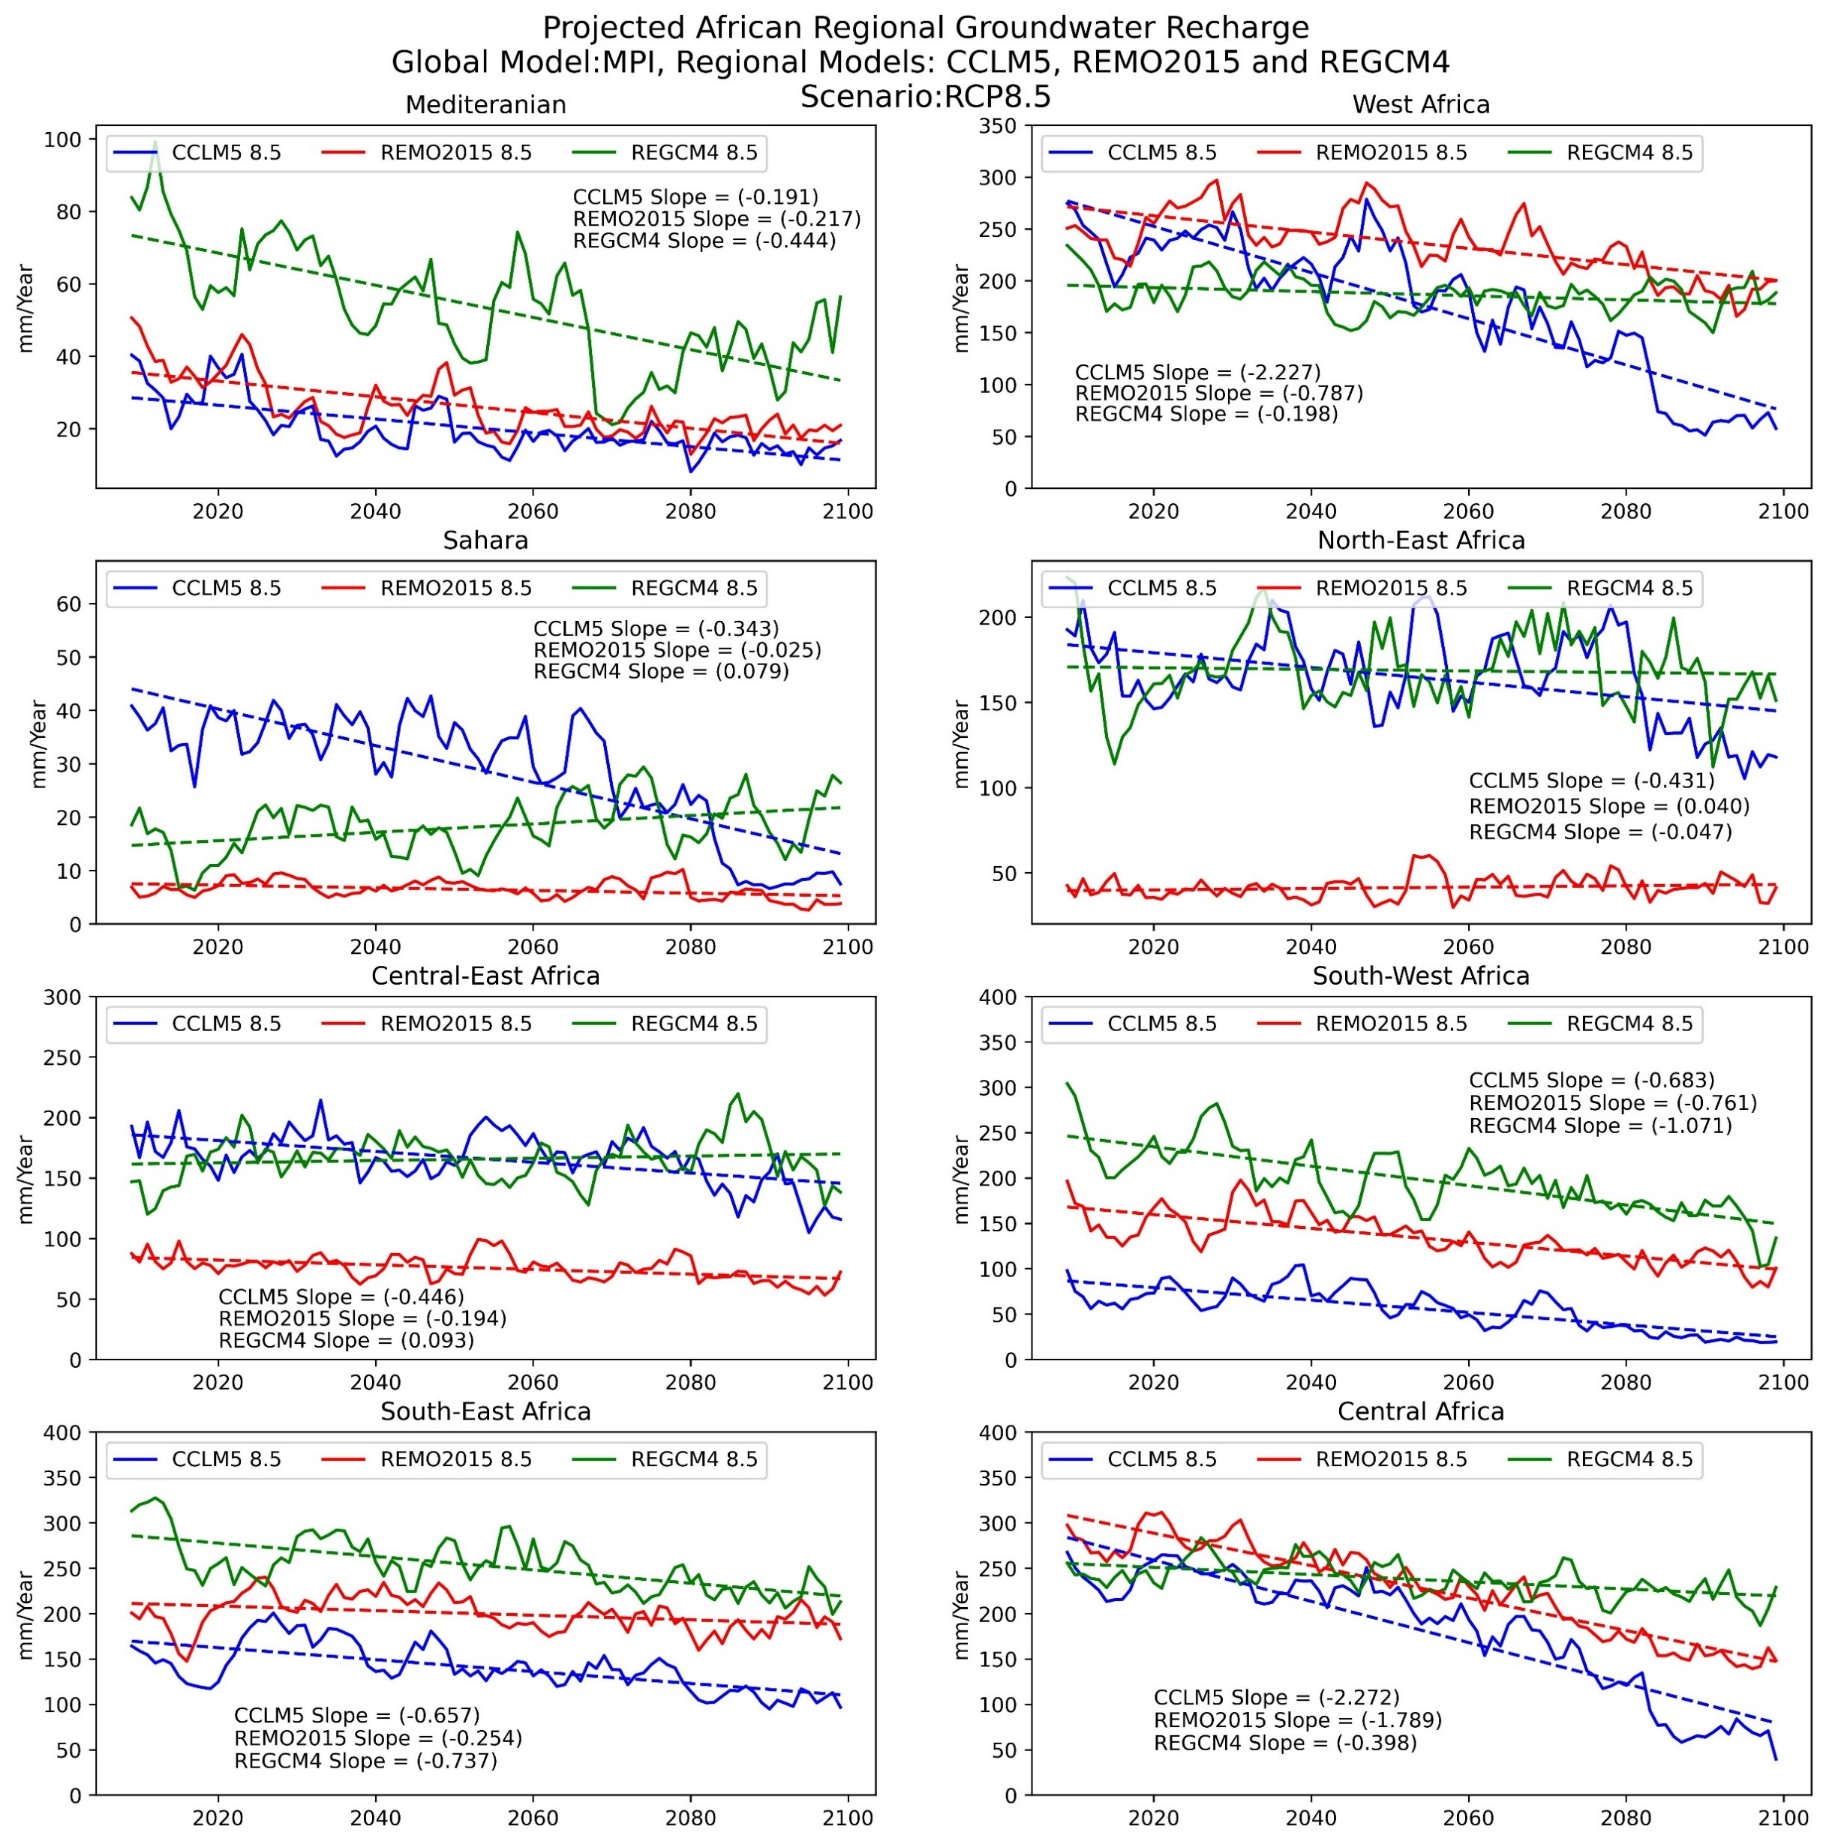 Projected African Regional Groundwater Recharge
Global Model:MPI, Regional Models: CCLM5, REMO2015 and REGCM4
Scenario:RCP8.5
Mediteranian
CCLM5 8.5 REMO2015 8.5 REGCM4 8.5
CCLM5 Slope = (-0.191)
REMO2015 Slope = (-0.217)
REGCM4 Slope = (-0.444)
mm/Year
100
80
60
40
20
2020 2040 2060 2080 2100
West Africa
CCLM5 8.5 REMO2015 8.5 REGCM4 8.5
CCLM5 Slope = (-2.227)
REMO2015 Slope = (-0.787)
REGCM4 Slope = (-0.198)
mm/Year
350
300
250
200
150
100
50
0
2020 2040 2060 2080 2100
Sahara
CCLM5 8.5 REMO2015 8.5 REGCM4 8.5
CCLM5 Slope = (-0.343)
REMO2015 Slope = (-0.025)
REGCM4 Slope = (0.079)
mm/Year
60
50
40
30
20
10
0
2020 2040 2060 2080 2100
North-East Africa
CCLM5 8.5 REMO2015 8.5 REGCM4 8.5
CCLM5 Slope = (-0.431)
REMO2015 Slope = (0.040)
REGCM4 Slope = (-0.047)
mm/Year
200
150
100
50
2020 2040 2060 2080 2100
Central-East Africa
CCLM5 8.5 REMO2015 8.5 REGCM4 8.5
CCLM5 Slope = (-0.446)
REMO2015 Slope = (-0.194)
REGCM4 Slope = (0.093)
mm/Year
300
250
200
150
100
50
0
2020 2040 2060 2080 2100
South-West Africa
CCLM5 8.5 REMO2015 8.5 REGCM4 8.5
CCLM5 Slope = (-0.683)
REMO2015 Slope = (-0.761)
REGCM4 Slope = (-1.071)
mm/Year
400
350
300
250
200
150
100
50
0
2020 2040 2060 2080 2100
South-East Africa
CCLM5 8.5 REMO2015 8.5 REGCM4 8.5
CCLM5 Slope = (-0.657)
REMO2015 Slope = (-0.254)
REGCM4 Slope = (-0.737)
mm/Year
400
350
300
250
200
150
100
50
0
2020 2040 2060 2080 2100
Central Africa
CCLM5 8.5 REMO2015 8.5 REGCM4 8.5
CCLM5 Slope = (-2.272)
REMO2015 Slope = (-1.789)
REGCM4 Slope = (-0.398)
mm/Year
400
350
300
250
200
150
100
50
0
2020 2040 2060 2080 2100